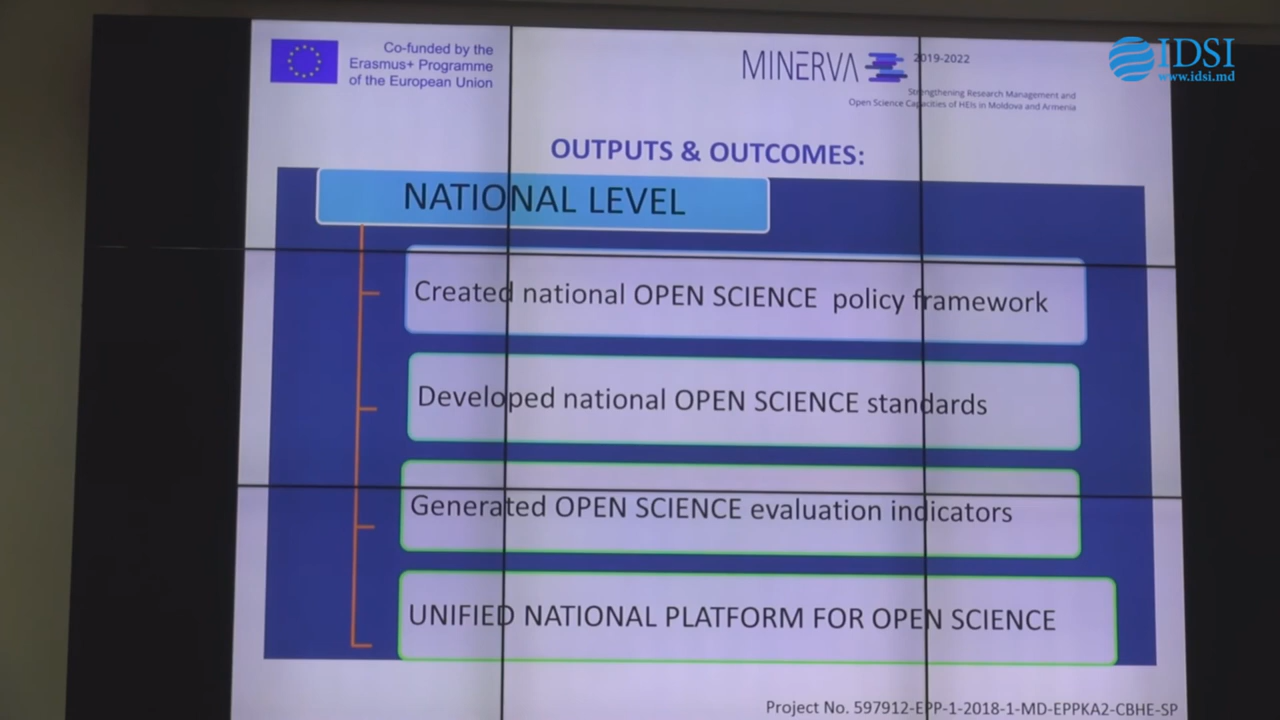 Co-funded by the
Erasmus+ Programme
of the European Union
MINERVA
2019-2022
Strengthening Research Management and
Open Science Capacities of HEIs in Moldova and Armenia
IDSI
www.idsi.md
OUTPUTS & OUTCOMES:
NATIONAL LEVEL
Created national OPEN SCIENCE policy framework
Developed national OPEN SCIENCE standards
Generated OPEN SCIENCE evaluation indicators
UNIFIED NATIONAL PLATFORM FOR OPEN SCIENCE
Project No. 597912-EPP-1-2018-1-MD-EPPKA2-CBHE-SP